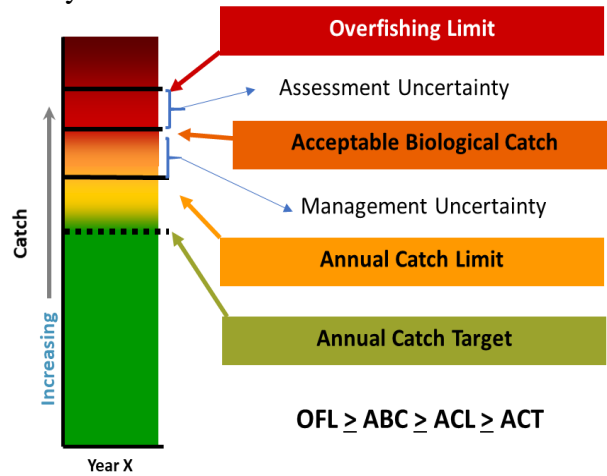 Overfishing Limit
Assessment Uncertainty
Acceptable Biological Catch
Management Uncertainty
Annual Catch Limit
Annual Catch Target
OFL ≥ ABC ≥ ACL ≥ ACT
Catch
Increasing
Year X